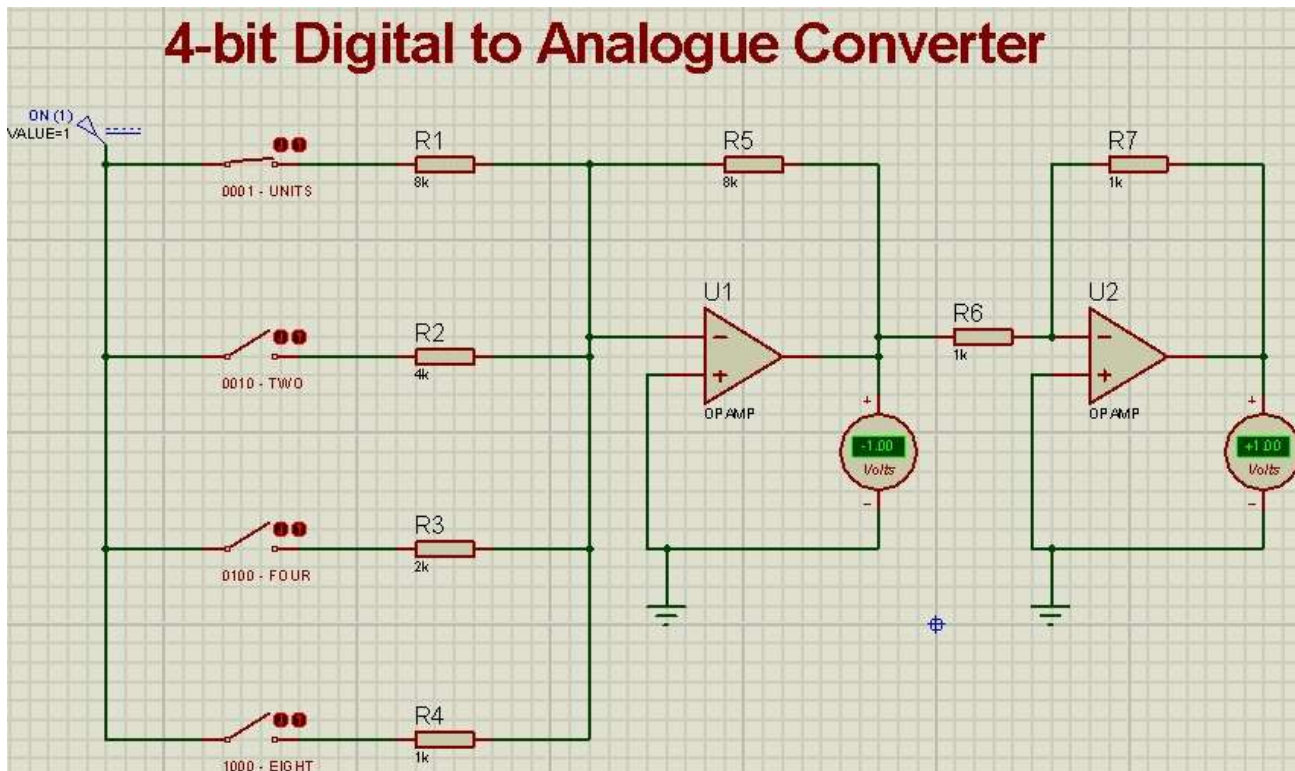 4-bit Digital to Analogue Converter
ON (1)
VALUE=1
R1
8k
0001 - UNITS
R5
8k
R7
1k
U1
U2
R6
1k
R2
4k
0010 - TWO
OPAMP
OPAMP
-1.00
Volts
+1.00
Volts
R3
2k
0100 - FOUR
R4
1k
1000 - EIGHT